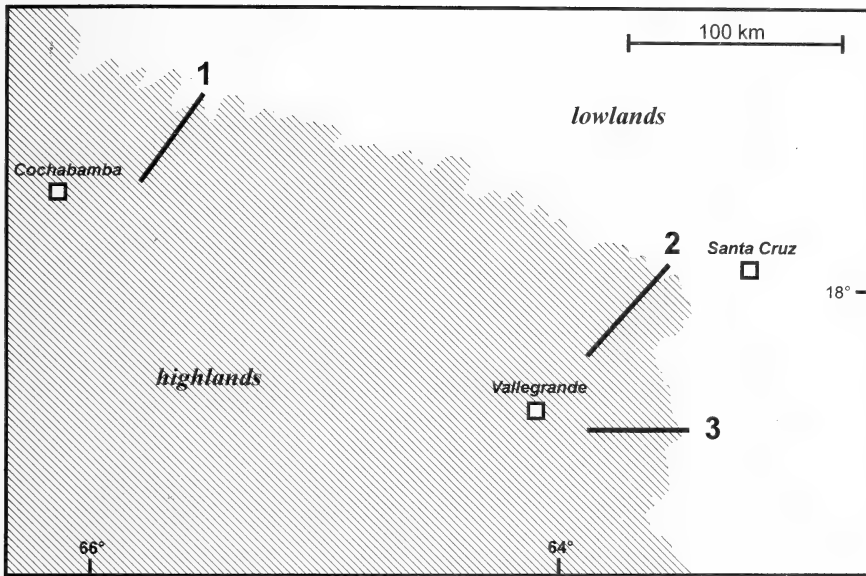 100 km
1
lowlands
Cochabamba
2
Santa Cruz
18°
highlands
Vallegrande
3
66°
64°